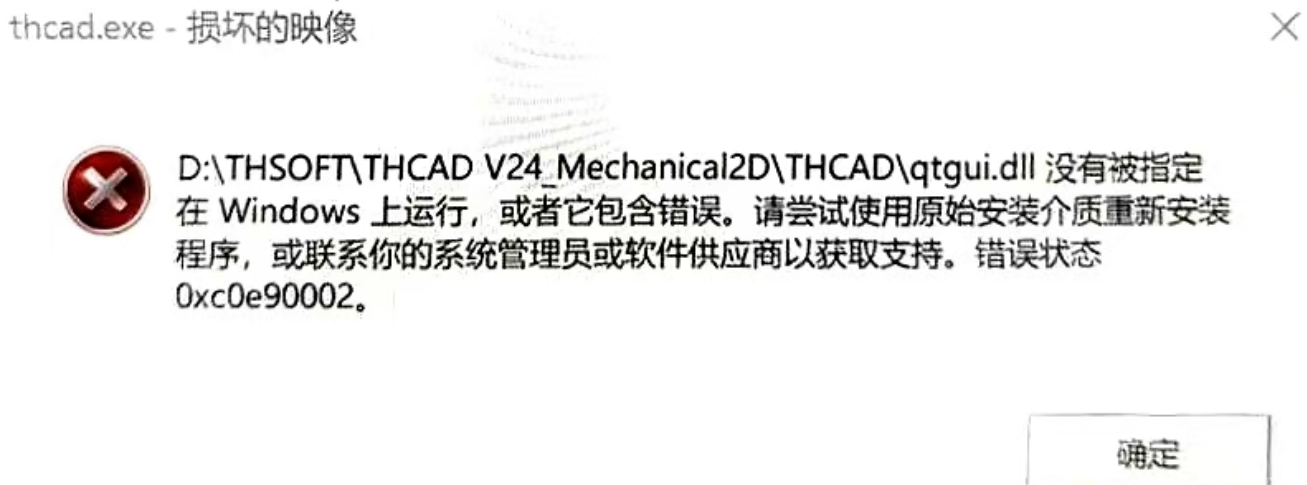 thcad.exe - 损坏的映像
D:\THSOFT\THCAD V24_Mechanical2D\THCAD\qtgui.dll 没有被指定
在 Windows 上运行，或者它包含错误。请尝试使用原始安装介质重新安装
程序，或联系你的系统管理员或软件供应商以获取支持。错误状态
0xc0e90002。
确定